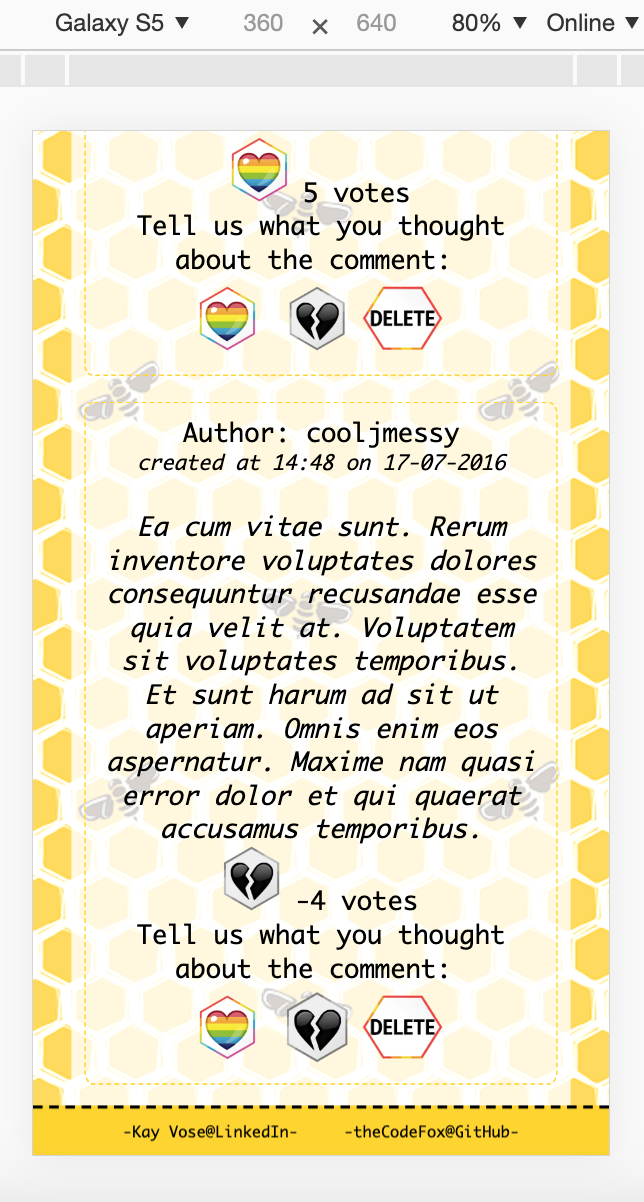 Galaxy S5 ▼ 360 × 640 80% ▼ Online ▼
5 votes
Tell us what you thought
about the comment:
DELETE
Author: cooljmessy
created at 14:48 on 17-07-2016
Ea cum vitae sunt. Rerum
inventore voluptates dolores
consequuntur recusandae esse
quia velit at. Voluptatem
sit voluptates temporibus.
Et sunt harum ad sit ut
aperiam. Omnis enim eos
aspernatur. Maxime nam quasi
error dolor et qui quaerat
accusamus temporibus.
-4 votes
Tell us what you thought
about the comment:
DELETE
-Kay Vose@LinkedIn- -theCodeFox@GitHub-